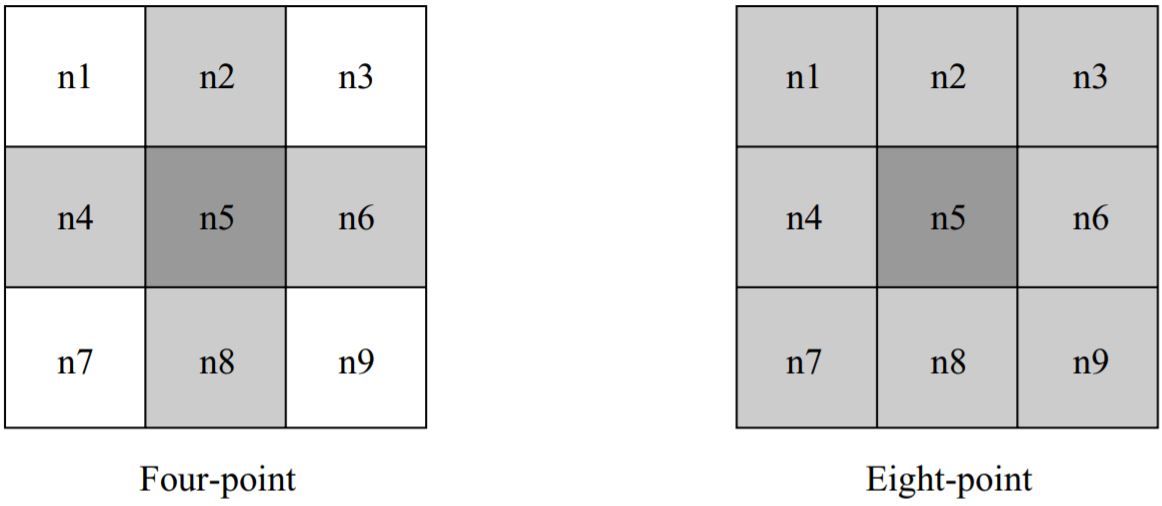 n1 n2 n3
n4 n5 n6
n7 n8 n9
Four-point
n1 n2 n3
n4 n5 n6
n7 n8 n9
Eight-point